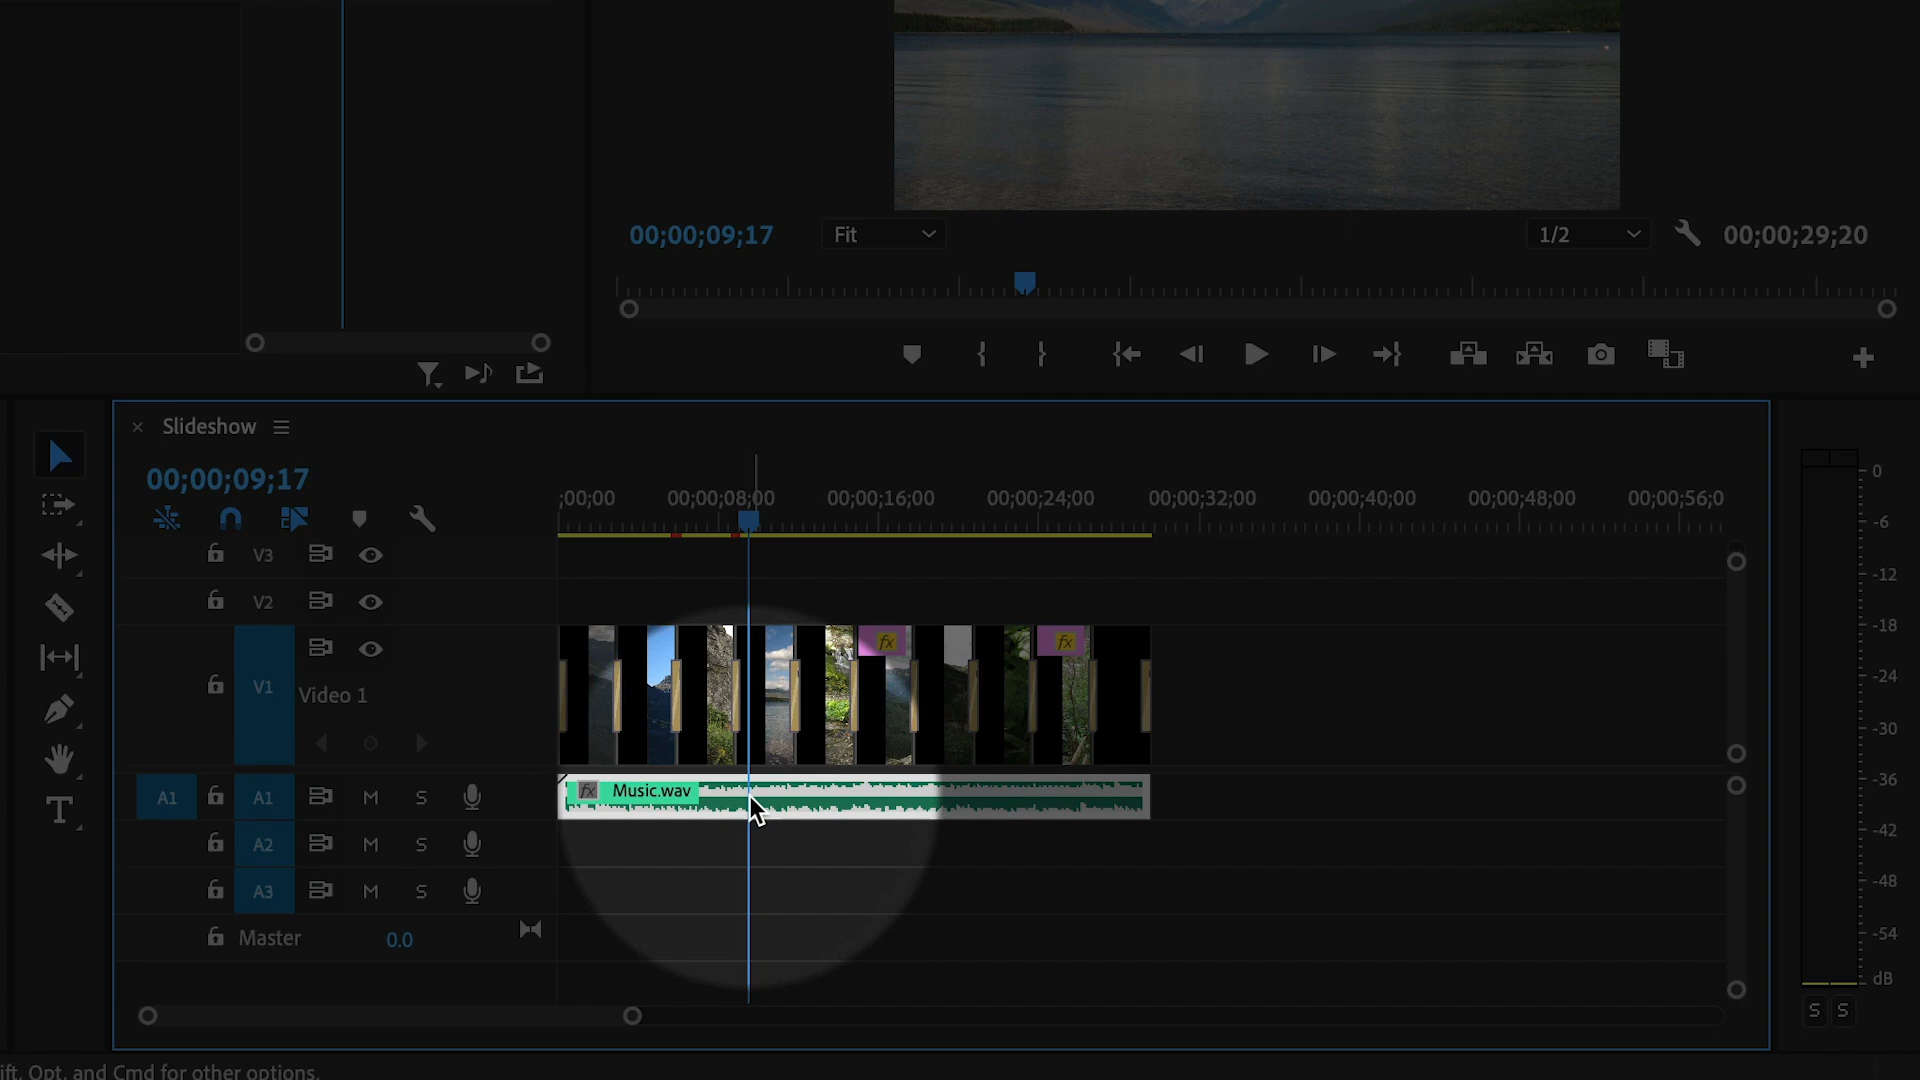 00;00;09;17
Fit
1/2
00;00;29;20
Slideshow
00;00;09;17
;00;00
00;00;08;00
00;00;16;00
00;00;24;00
00;00;32;00
00;00;40;00
00;00;48;00
00;00;56;0
V3
V2
V1
Video 1
fx
fx
A1
A1
M
S
fx
Music.wav
A2
M
S
A3
M
S
Master
0.0
T
0
-6
-12
-18
-24
-30
-36
-42
-48
-54
dB
S
S
ift, Opt, and Cmd for other options.